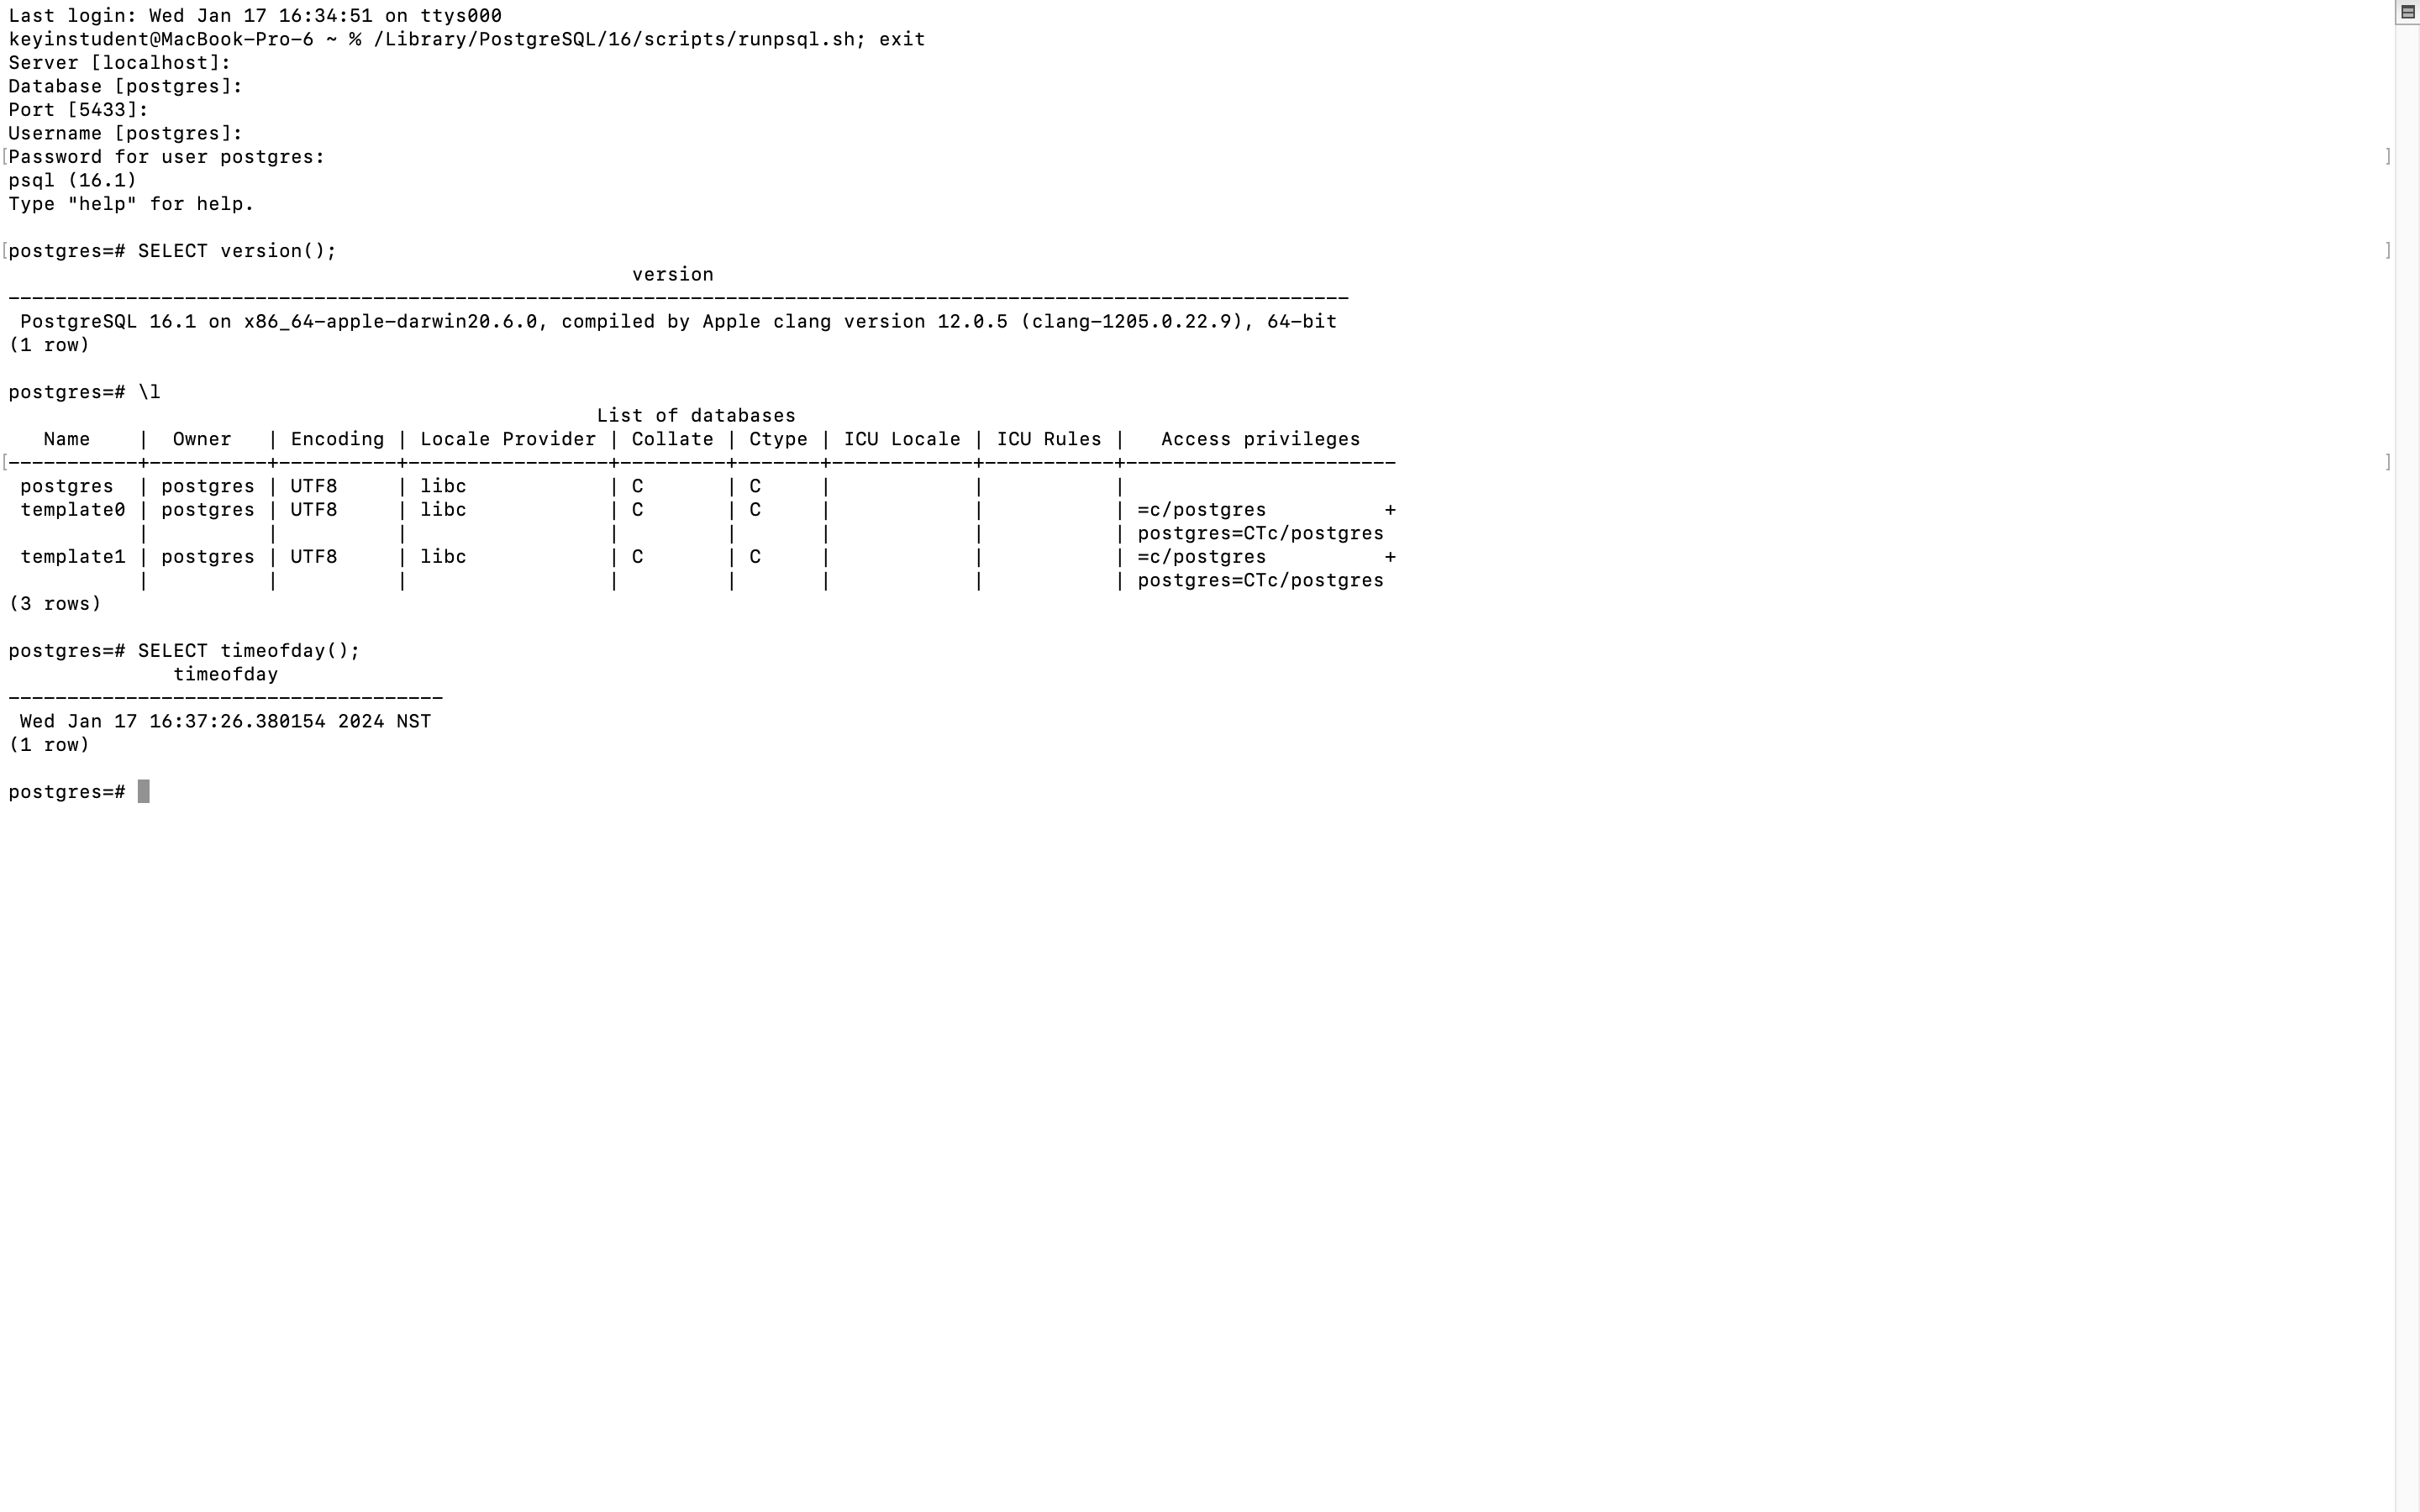 Last login: Wed Jan 17 16:34:51 on ttys000
keyinstudent@MacBook-Pro-6 ~ % /Library/PostgreSQL/16/scripts/runpsql.sh; exit
Server [localhost]:
Database [postgres]:
Port [5433]:
Username [postgres]:
[Password for user postgres: ]
psql (16.1)
Type "help" for help.

[postgres=# SELECT version(); ]
                                                     version
------------------------------------------------------------------------------------------------------------------
 PostgreSQL 16.1 on x86_64-apple-darwin20.6.0, compiled by Apple clang version 12.0.5 (clang-1205.0.22.9), 64-bit
(1 row)

postgres=# \l
                                                  List of databases
   Name    |  Owner   | Encoding | Locale Provider | Collate | Ctype | ICU Locale | ICU Rules |   Access privileges
[-----------+----------+----------+-----------------+---------+-------+------------+-----------+----------------------- ]
 postgres  | postgres | UTF8     | libc            | C       | C     |            |           |
 template0 | postgres | UTF8     | libc            | C       | C     |            |           | =c/postgres          +
           |          |          |                 |         |       |            |           | postgres=CTc/postgres
 template1 | postgres | UTF8     | libc            | C       | C     |            |           | =c/postgres          +
           |          |          |                 |         |       |            |           | postgres=CTc/postgres
(3 rows)

postgres=# SELECT timeofday();
              timeofday
-------------------------------------
 Wed Jan 17 16:37:26.380154 2024 NST
(1 row)

postgres=#